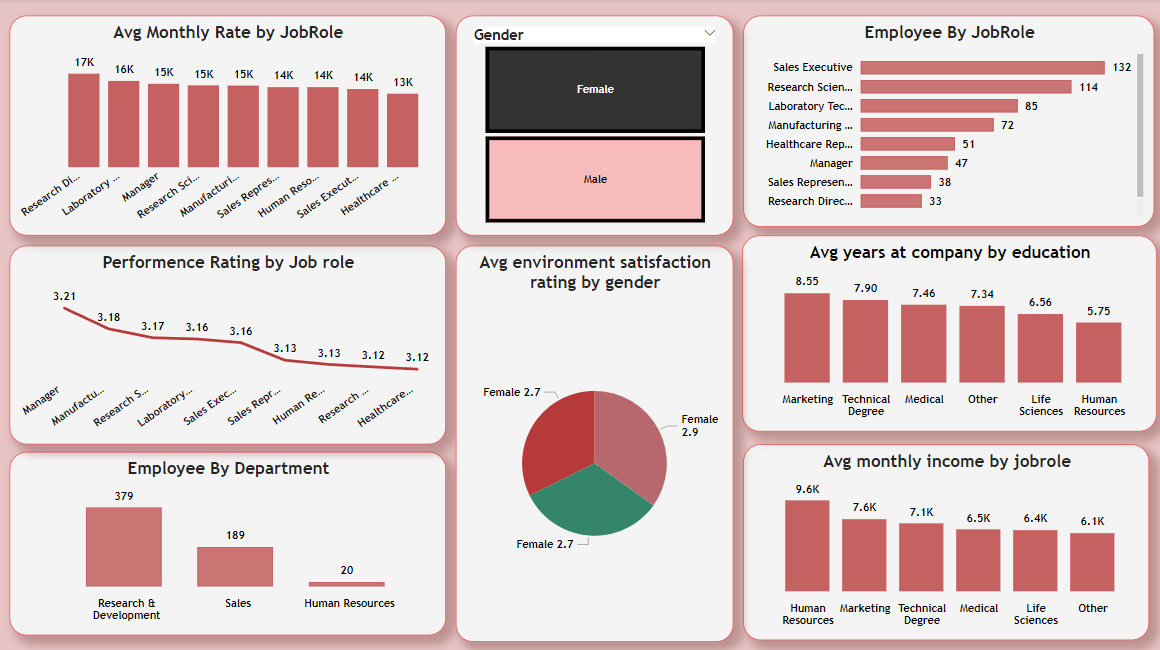 Avg Monthly Rate by JobRole
17K
16K
15K
15K
15K
14K
14K
14K
13K
Research Di...
Laboratory ...
Manager
Research Sci...
Manufacturi...
Sales Repres...
Human Reso...
Sales Execut...
Healthcare ...
Gender
Female
Male
Employee By JobRole
Sales Executive 132
Research Scien... 114
Laboratory Tec... 85
Manufacturing ... 72
Healthcare Rep... 51
Manager 47
Sales Represen... 38
Research Direc... 33
Performence Rating by Job role
3.21
3.18
3.17
3.16
3.16
3.13
3.13
3.12
3.12
Manager
Manufactu...
Research S...
Laboratory...
Sales Exec...
Sales Repr...
Human Re...
Research ...
Healthcare...
Avg environment satisfaction
rating by gender
Female 2.7
Female
2.9
Female 2.7
Avg years at company by education
8.55
7.90
7.46
7.34
6.56
5.75
Marketing
Technical
Degree
Medical
Other
Life
Sciences
Human
Resources
Employee By Department
379
189
20
Research &
Development
Sales
Human Resources
Avg monthly income by jobrole
9.6K
7.6K
7.1K
6.5K
6.4K
6.1K
Human
Resources
Marketing
Technical
Degree
Medical
Life
Sciences
Other